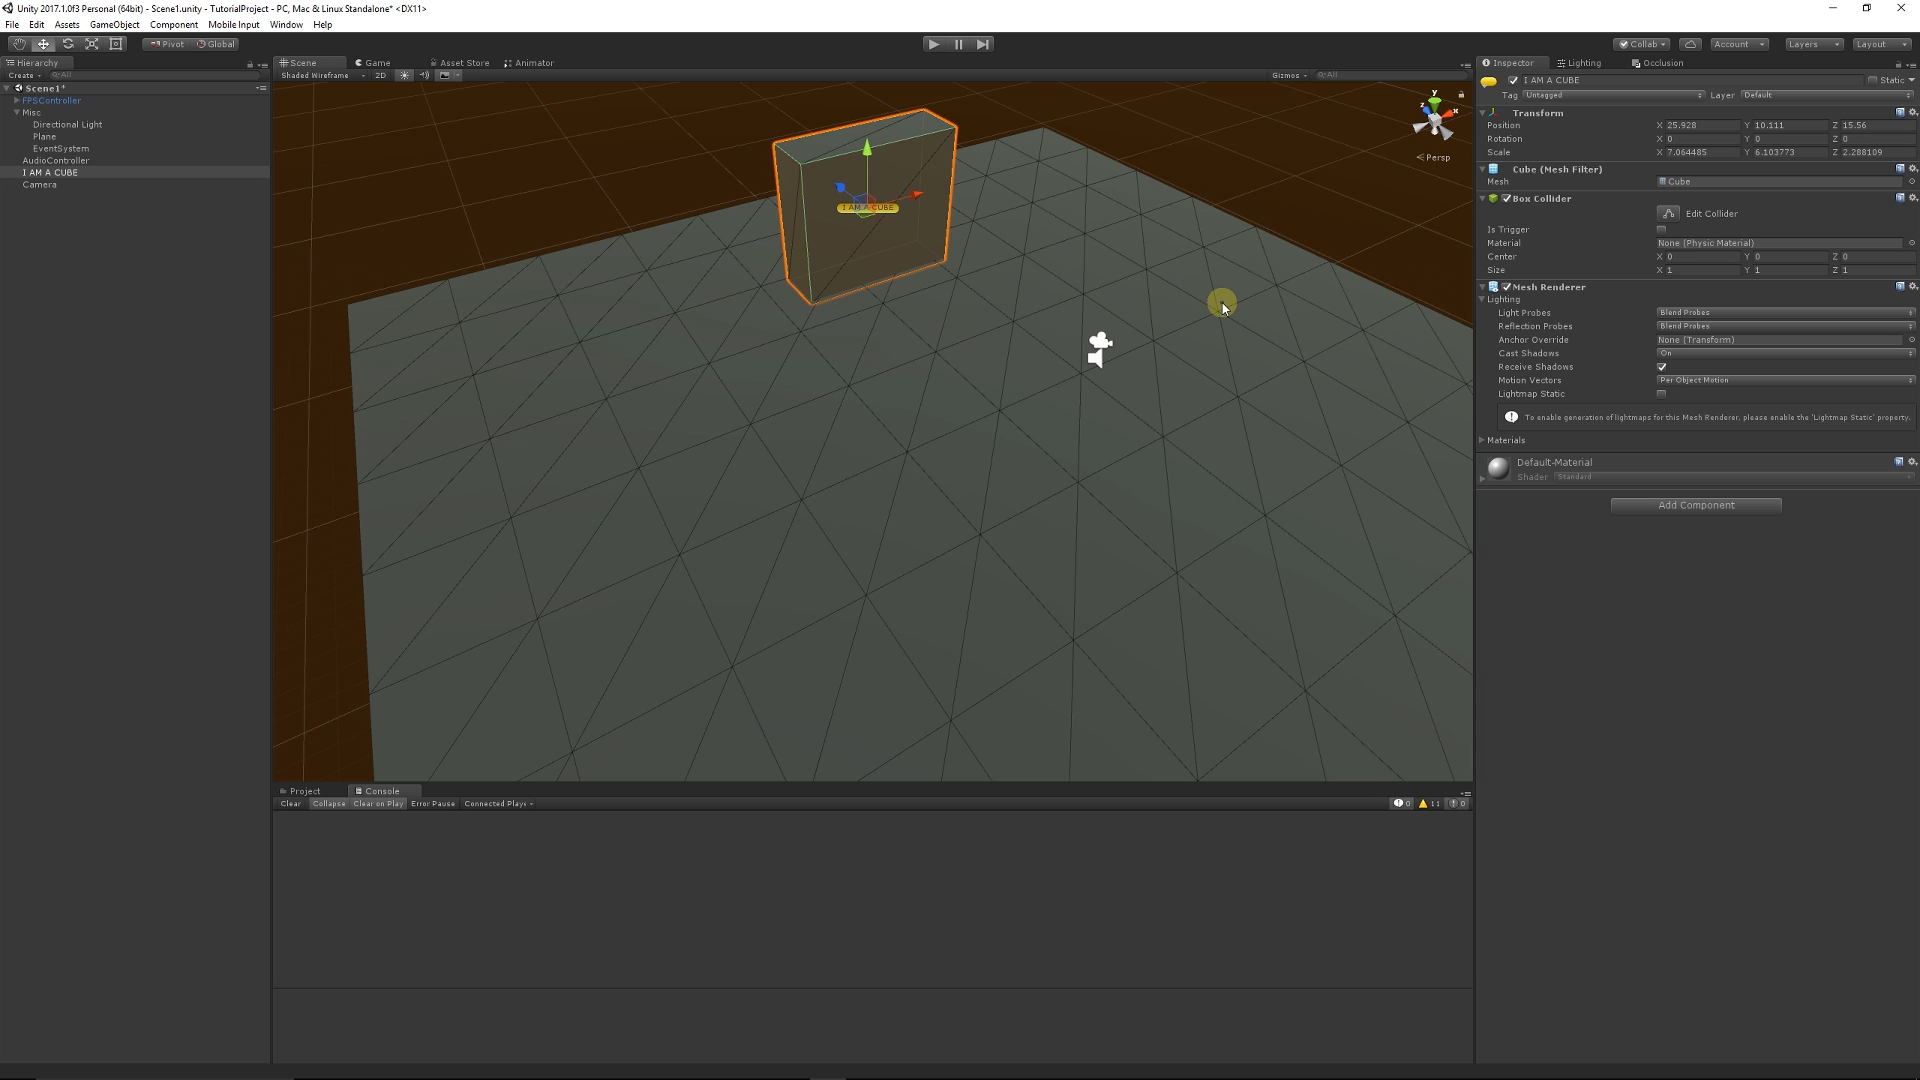 Unity 2017.1.0f3 Personal (64bit) - Scene1.unity - TutorialProject - PC, Mac & Linux Standalone* <DX11>
File Edit Assets GameObject Component Mobile Input Window Help
Pivot Global Collab Account Layers Layout
Hierarchy
Create All
Scene1*
FPSController
Misc
Directional Light
Plane
EventSystem
AudioController
I AM A CUBE
Camera
Scene Game Asset Store Animator
Shaded Wireframe 2D Gizmos All
y
z x
Persp
I AM A CUBE
Project Console
Clear Collapse Clear on Play Error Pause Connected Playe 0 11 0
Inspector Lighting Occlusion
I AM A CUBE Static
Tag Untagged Layer Default
Transform
Position X 25.928 Y 10.111 Z 15.56
Rotation X 0 Y 0 Z 0
Scale X 7.064485 Y 6.103773 Z 2.288109
Cube (Mesh Filter)
Mesh Cube
Box Collider
Edit Collider
Is Trigger
Material None (Physic Material)
Center X 0 Y 0 Z 0
Size X 1 Y 1 Z 1
Mesh Renderer
Lighting
Light Probes Blend Probes
Reflection Probes Blend Probes
Anchor Override None (Transform)
Cast Shadows On
Receive Shadows
Motion Vectors Per Object Motion
Lightmap Static
To enable generation of lightmaps for this Mesh Renderer, please enable the 'Lightmap Static' property.
Materials
Default-Material
Shader Standard
Add Component